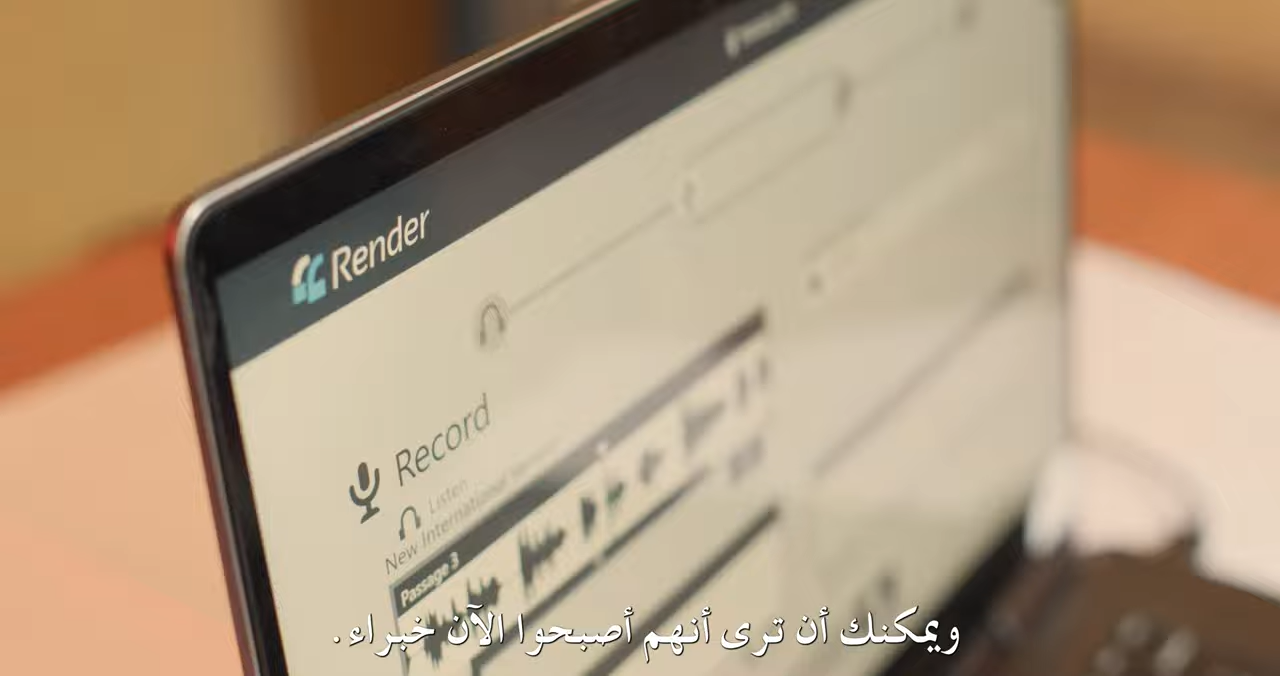 Render
Record
Listen
New International
Passage 3
ويمكنك أن ترى أنهم أصبحوا الآن خبراء.